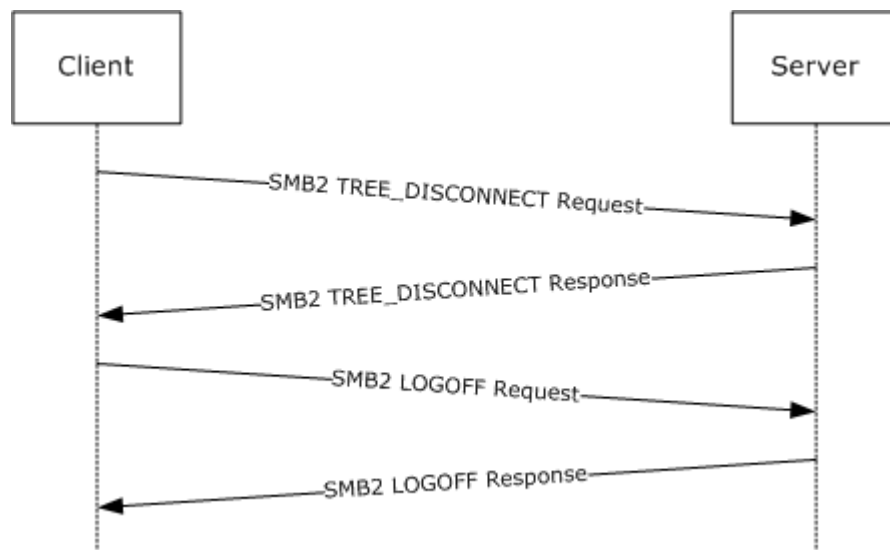 Client
Server
SMB2 TREE_DISCONNECT Request
SMB2 TREE_DISCONNECT Response
SMB2 LOGOFF Request
SMB2 LOGOFF Response